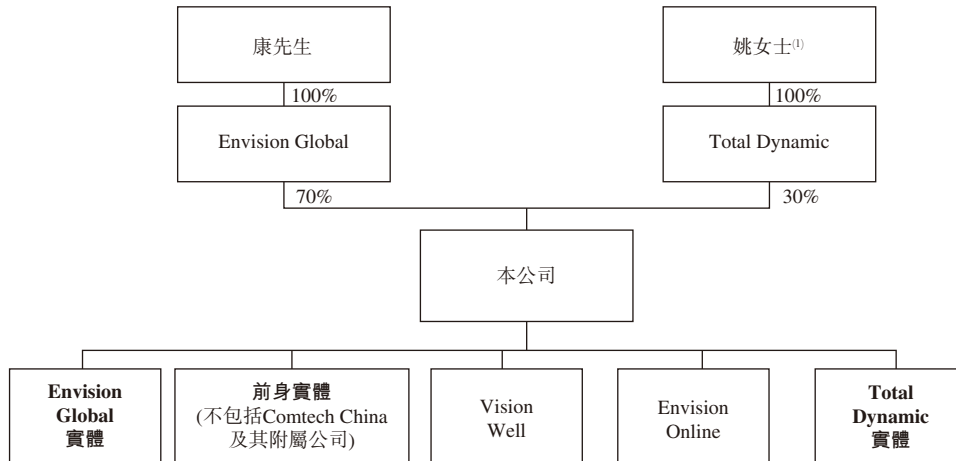 康先生
姚女士(1)
100%
100%
Envision Global
Total Dynamic
70%
30%
本公司
Envision
Global
實體
前身實體
(不包括Comtech China
及其附屬公司)
Vision
Well
Envision
Online
Total
Dynamic
實體